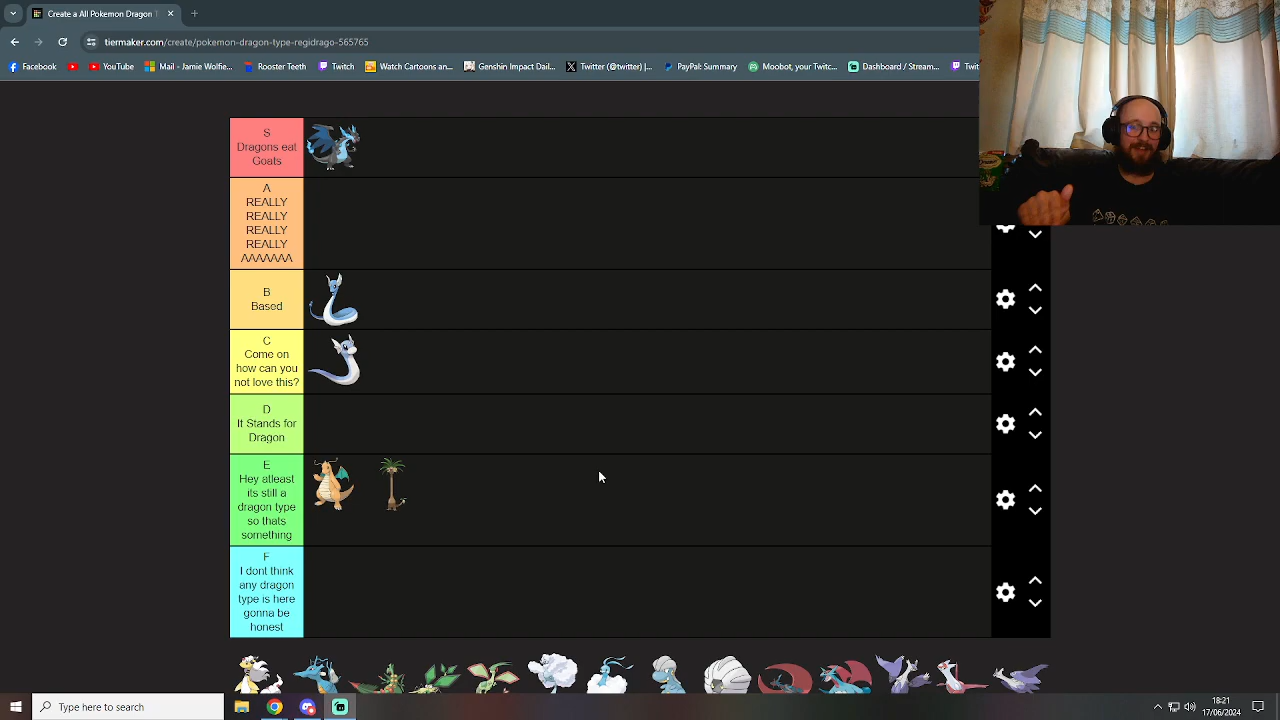 Create a All Pokemon Dragon T
tiermaker.com/create/pokemon-dragon-type-regidrago-565765
Facebook
YouTube
Mail - Jamie Wolfie...
Rooster Teeth
Twitch
Watch Cartoons an...
Genshin Impact Dail...
Twitter (@twitter) |...
PayPal Summary
Moobot, your Twitc...
Dashboard / Stream...
Twit
S
Dragons eat
Goats
A
REALLY
REALLY
REALLY
REALLY
AAAAAAA
B
Based
C
Come on
how can you
not love this?
D
It Stands for
Dragon
E
Hey atleast
its still a
dragon type
so thats
something
F
I dont think
any dragon
type is here
gonna be
honest
Type here to search
18:21
17/06/2024